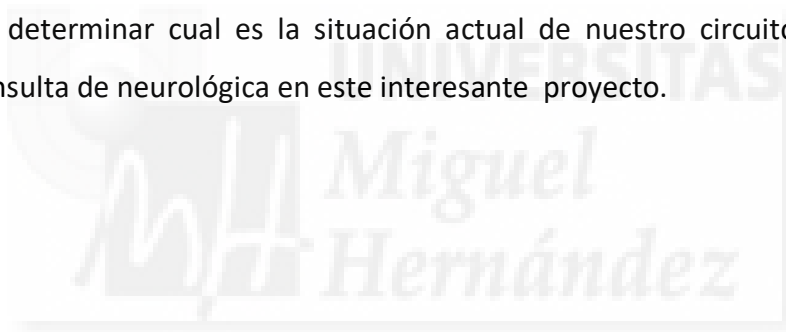 determinar cual es la situación actual de nuestro circuito
nsulta de neurológica en este interesante proyecto.
UNIVERSITAS
Miguel
Hernández